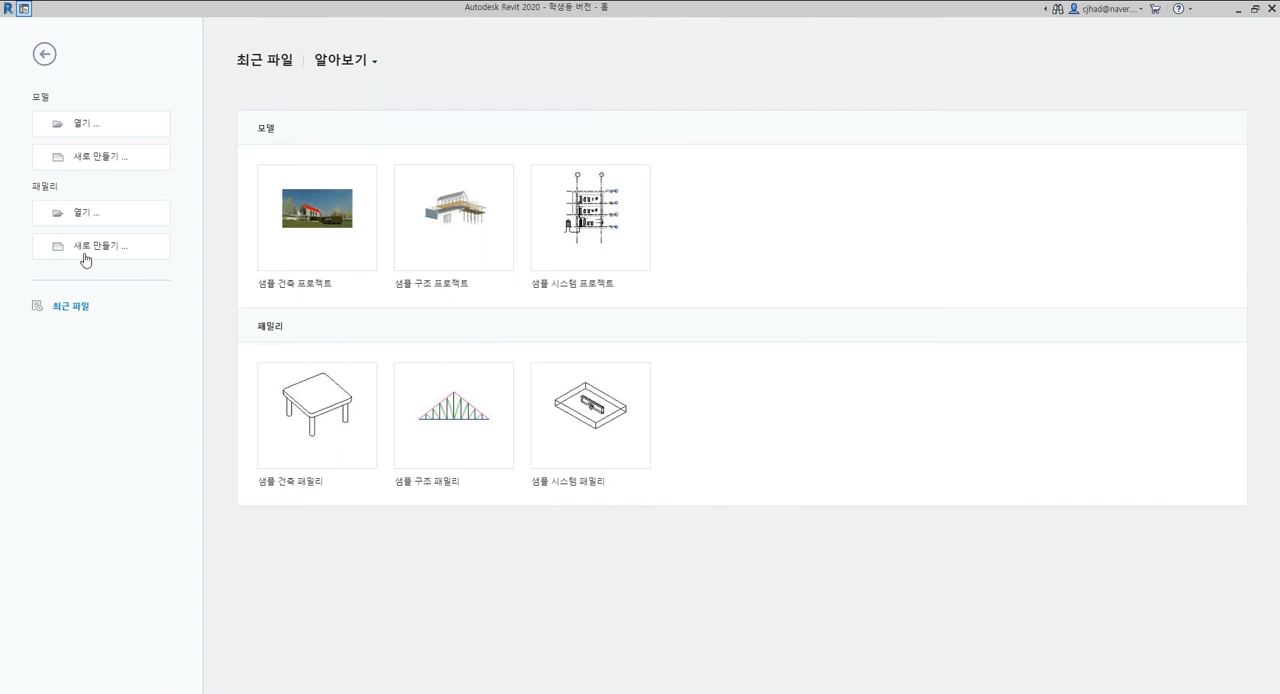 Autodesk Revit 2020 - 학생용 버전 - 홈
cjhad@naver....
최근 파일 알아보기
모델
열기 ...
새로 만들기 ...
패밀리
열기 ...
새로 만들기 ...
최근 파일
모델
샘플 건축 프로젝트
샘플 구조 프로젝트
샘플 시스템 프로젝트
패밀리
샘플 건축 패밀리
샘플 구조 패밀리
샘플 시스템 패밀리